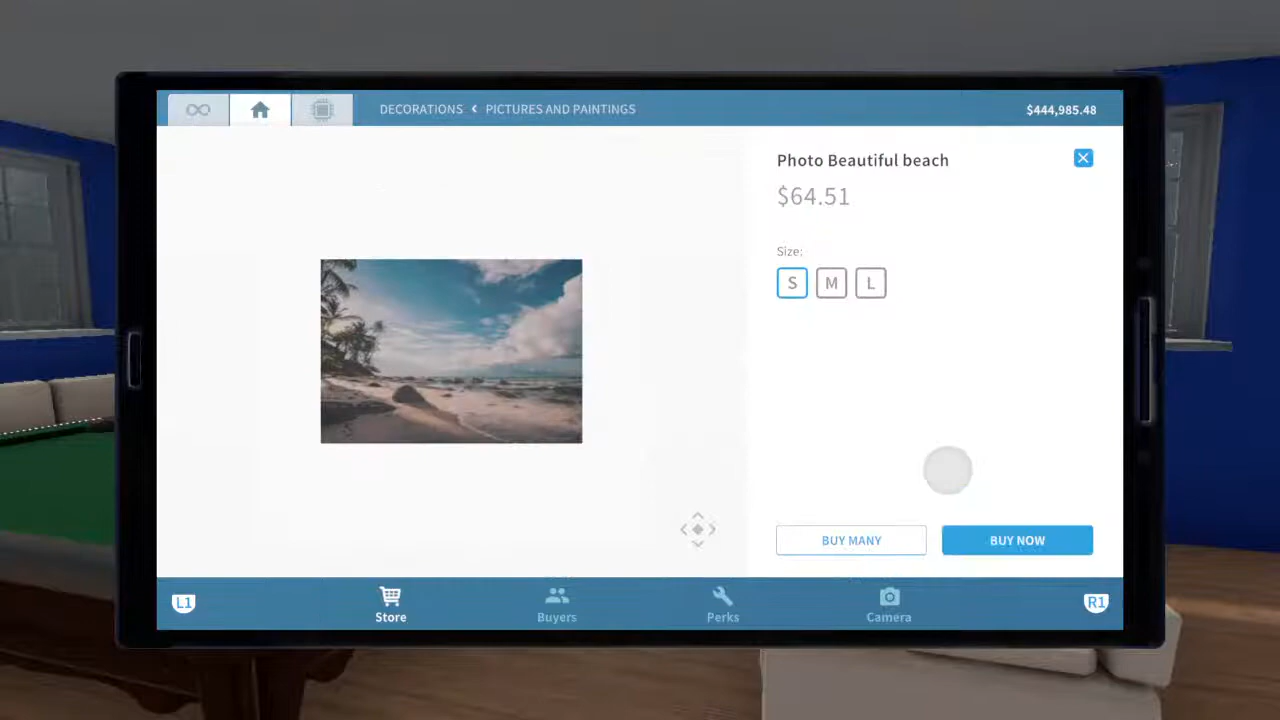 DECORATIONS < PICTURES AND PAINTINGS
$444,985.48
Photo Beautiful beach
$64.51
Size:
S M L
BUY MANY
BUY NOW
L1
Store
Buyers
Perks
Camera
R1